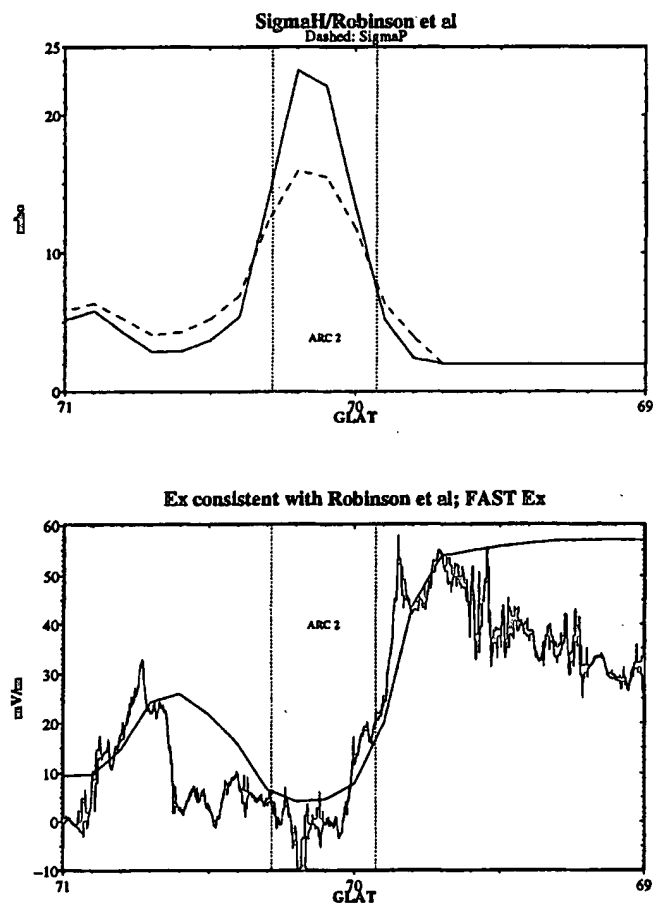 SigmaH/Robinson et al
Dashed: SigmaP
25
20
10
0
mho
ARC 2
71
70
69
GLAT
Ex consistent with Robinson et al; FAST Ex
60
50
40
30
20
10
0
-10
mV/m
ARC 2
71
70
69
GLAT